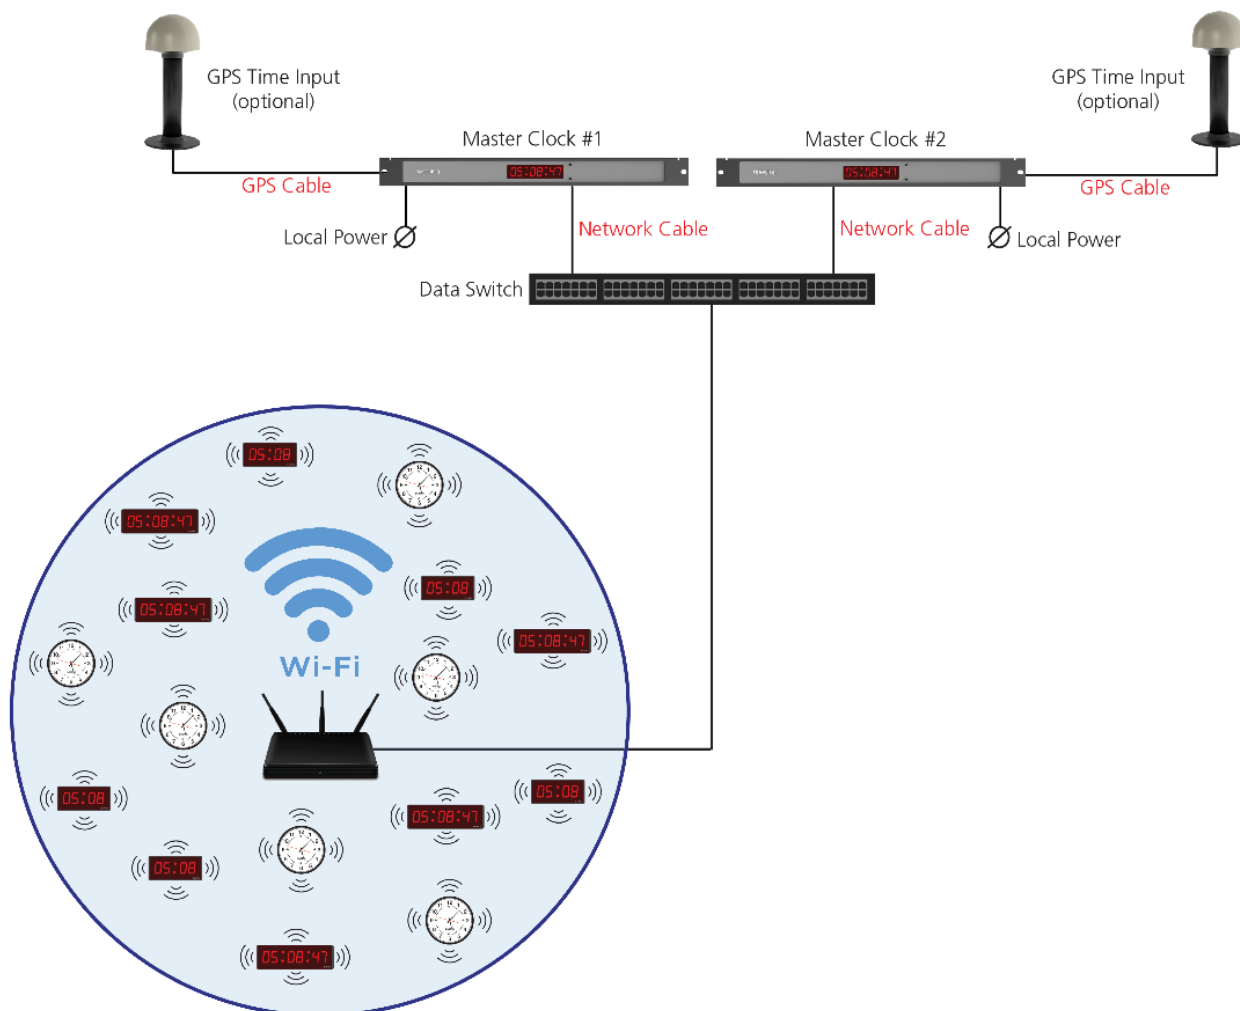 GPS Time Input
(optional)
GPS Time Input
(optional)
Master Clock #1
Master Clock #2
05:08:47
05:08:47
GPS Cable
GPS Cable
Local Power
Network Cable
Network Cable
Local Power
Data Switch
05:08
05:08:47
05:08
05:08:47
05:08:47
Wi-Fi
05:08
05:08
05:08:47
05:08
05:08:47